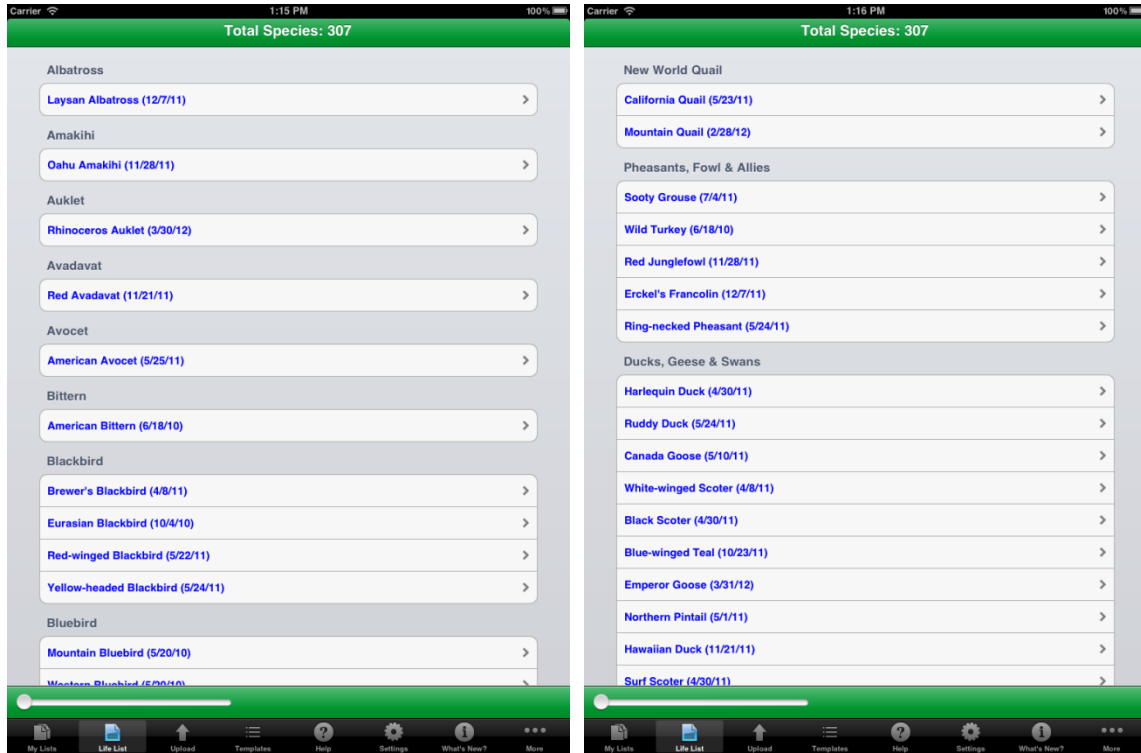 Carrier 1:15 PM 100%
Total Species: 307
Albatross
Laysan Albatross (12/7/11)
Amakihi
Oahu Amakihi (11/28/11)
Auklet
Rhinoceros Auklet (3/30/12)
Avadavat
Red Avadavat (11/21/11)
Avocet
American Avocet (5/25/11)
Bittern
American Bittern (6/18/10)
Blackbird
Brewer's Blackbird (4/8/11)
Eurasian Blackbird (10/4/10)
Red-winged Blackbird (5/22/11)
Yellow-headed Blackbird (5/24/11)
Bluebird
Mountain Bluebird (5/20/10)
Western Bluebird (5/20/10)
My Lists Life List Upload Templates Help Settings What's New? More
Carrier 1:16 PM 100%
Total Species: 307
New World Quail
California Quail (5/23/11)
Mountain Quail (2/28/12)
Pheasants, Fowl & Allies
Sooty Grouse (7/4/11)
Wild Turkey (6/18/10)
Red Junglefowl (11/28/11)
Erckel's Francolin (12/7/11)
Ring-necked Pheasant (5/24/11)
Ducks, Geese & Swans
Harlequin Duck (4/30/11)
Ruddy Duck (5/24/11)
Canada Goose (5/10/11)
White-winged Scoter (4/8/11)
Black Scoter (4/30/11)
Blue-winged Teal (10/23/11)
Emperor Goose (3/31/12)
Northern Pintail (5/1/11)
Hawaiian Duck (11/21/11)
Surf Scoter (4/30/11)
My Lists Life List Upload Templates Help Settings What's New? More